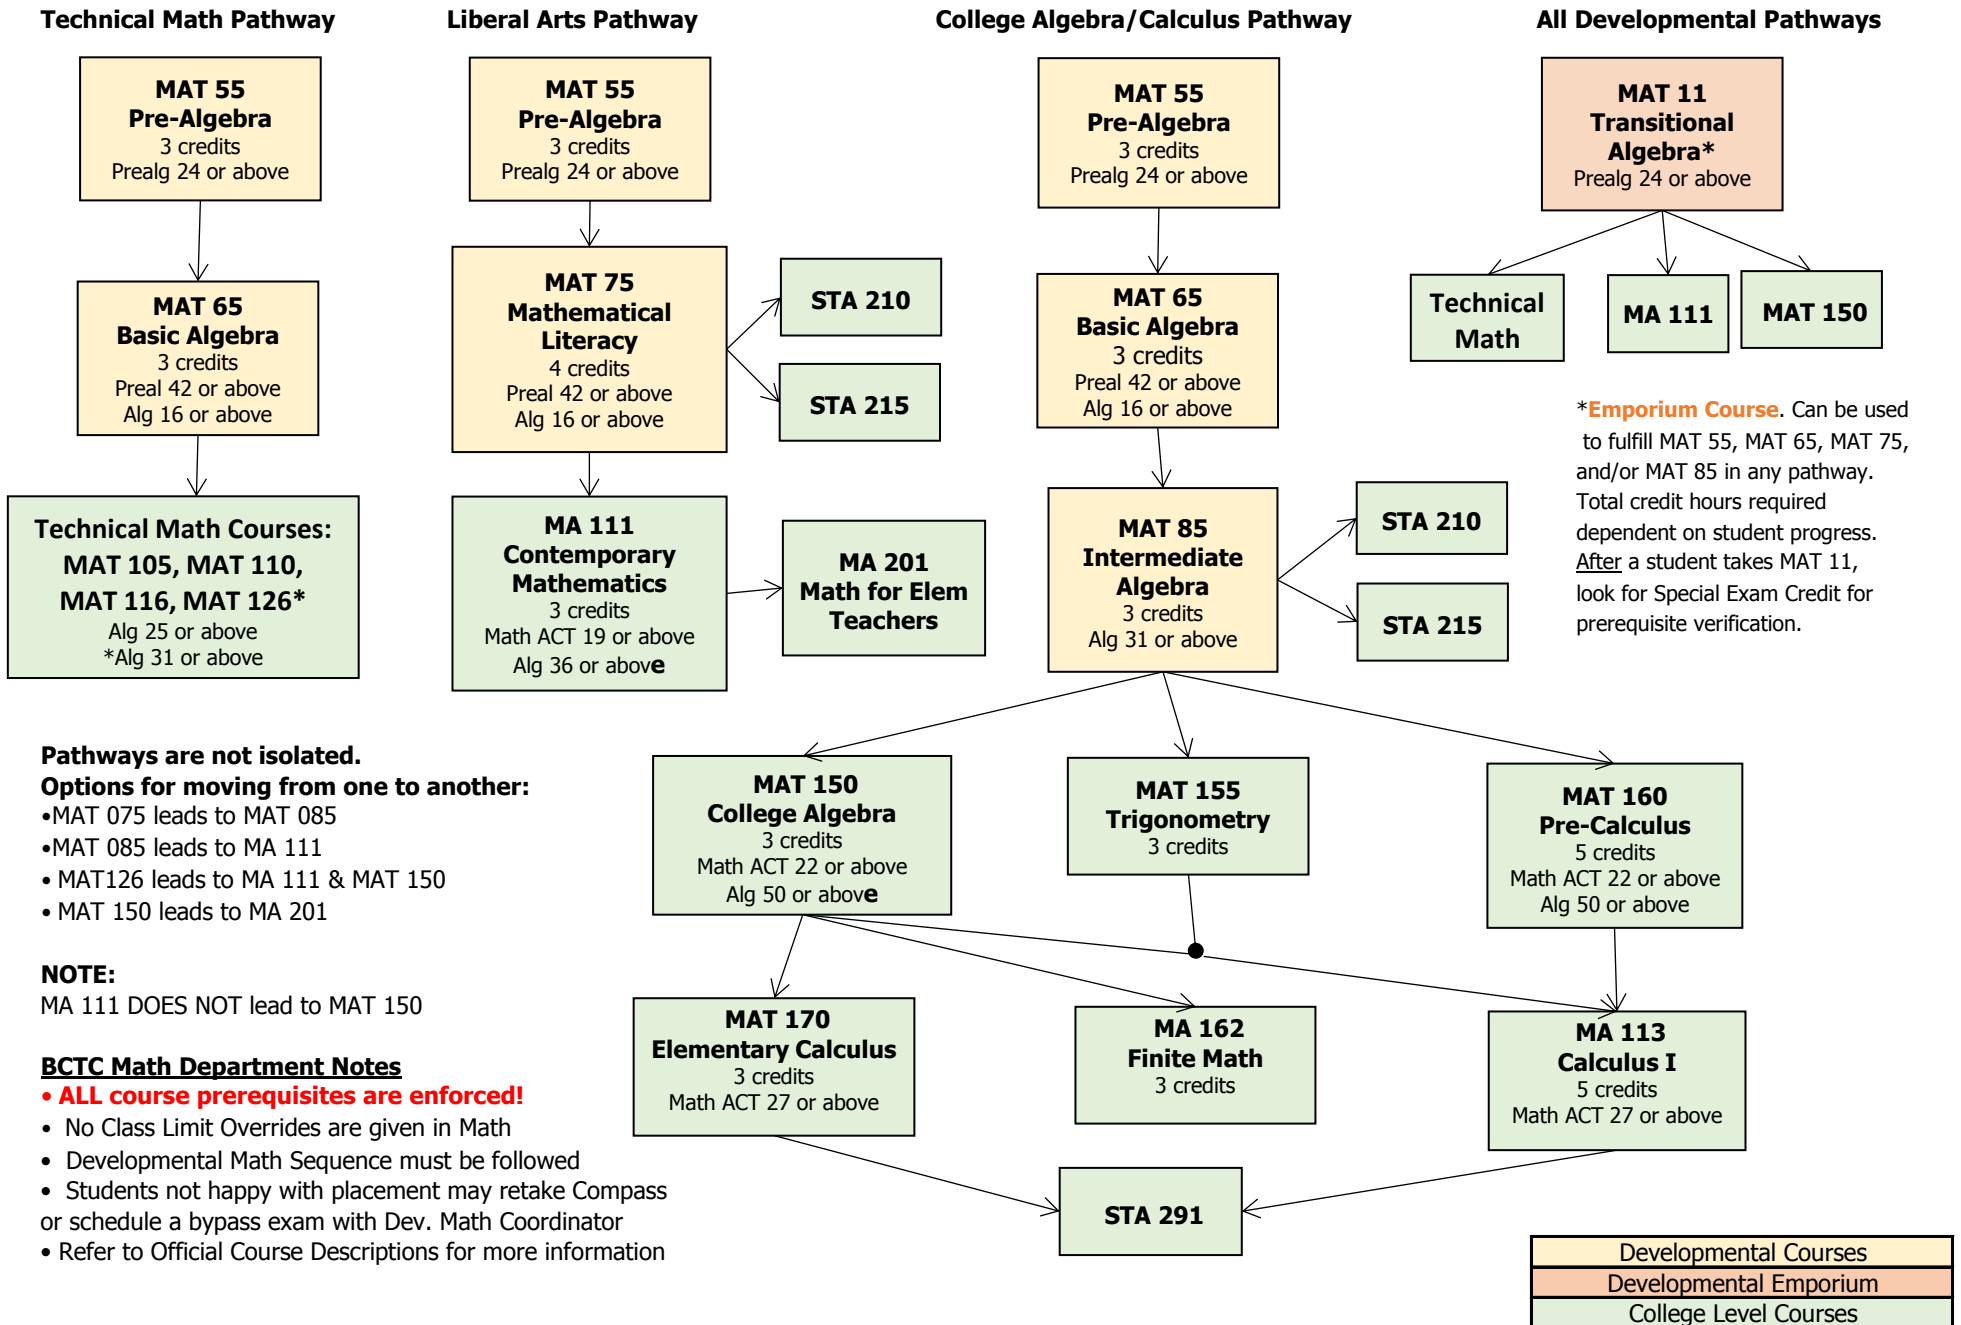 Technical Math Pathway
MAT 55
Pre-Algebra
3 credits
Prealg 24 or above
MAT 65
Basic Algebra
3 credits
Preal 42 or above
Alg 16 or above
Technical Math Courses:
MAT 105, MAT 110,
MAT 116, MAT 126*
Alg 25 or above
*Alg 31 or above
Liberal Arts Pathway
MAT 55
Pre-Algebra
3 credits
Prealg 24 or above
MAT 75
Mathematical
Literacy
4 credits
Preal 42 or above
Alg 16 or above
STA 210
STA 215
MA 111
Contemporary
Mathematics
3 credits
Math ACT 19 or above
Alg 36 or above
MA 201
Math for Elem
Teachers
College Algebra/Calculus Pathway
MAT 55
Pre-Algebra
3 credits
Prealg 24 or above
MAT 65
Basic Algebra
3 credits
Preal 42 or above
Alg 16 or above
MAT 85
Intermediate
Algebra
3 credits
Alg 31 or above
STA 210
STA 215
MAT 150
College Algebra
3 credits
Math ACT 22 or above
Alg 50 or above
MAT 155
Trigonometry
3 credits
MAT 160
Pre-Calculus
5 credits
Math ACT 22 or above
Alg 50 or above
MAT 170
Elementary Calculus
3 credits
Math ACT 27 or above
MA 162
Finite Math
3 credits
MA 113
Calculus I
5 credits
Math ACT 27 or above
STA 291
All Developmental Pathways
MAT 11
Transitional
Algebra*
Prealg 24 or above
Technical
Math
MA 111
MAT 150
*Emporium Course. Can be used
to fulfill MAT 55, MAT 65, MAT 75,
and/or MAT 85 in any pathway.
Total credit hours required
dependent on student progress.
After a student takes MAT 11,
look for Special Exam Credit for
prerequisite verification.
Pathways are not isolated.
Options for moving from one to another:
•MAT 075 leads to MAT 085
•MAT 085 leads to MA 111
• MAT126 leads to MA 111 & MAT 150
• MAT 150 leads to MA 201
NOTE:
MA 111 DOES NOT lead to MAT 150
BCTC Math Department Notes
• ALL course prerequisites are enforced!
• No Class Limit Overrides are given in Math
• Developmental Math Sequence must be followed
• Students not happy with placement may retake Compass
or schedule a bypass exam with Dev. Math Coordinator
• Refer to Official Course Descriptions for more information
Developmental Courses
Developmental Emporium
College Level Courses